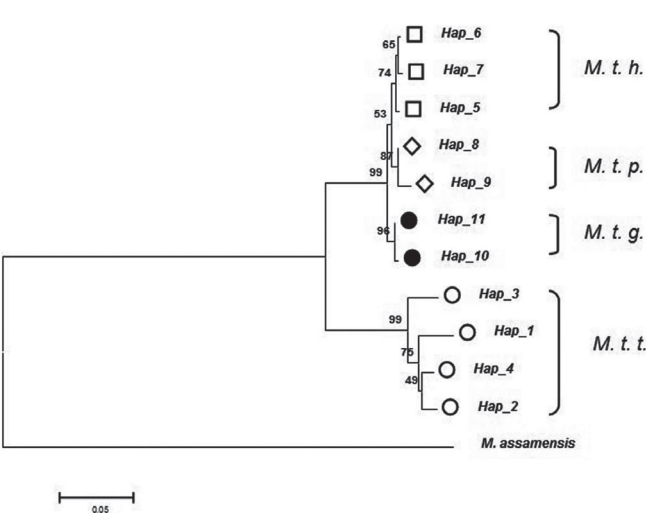 Hap_6
65
Hap_7
M. t. h.
74
Hap_5
53
Hap_8
87
M. t. p.
99
Hap_9
Hap_11
96
M. t. g.
Hap_10
Hap_3
99
Hap_1
75
M. t. t.
Hap_4
49
Hap_2
M. assamensis
0.05